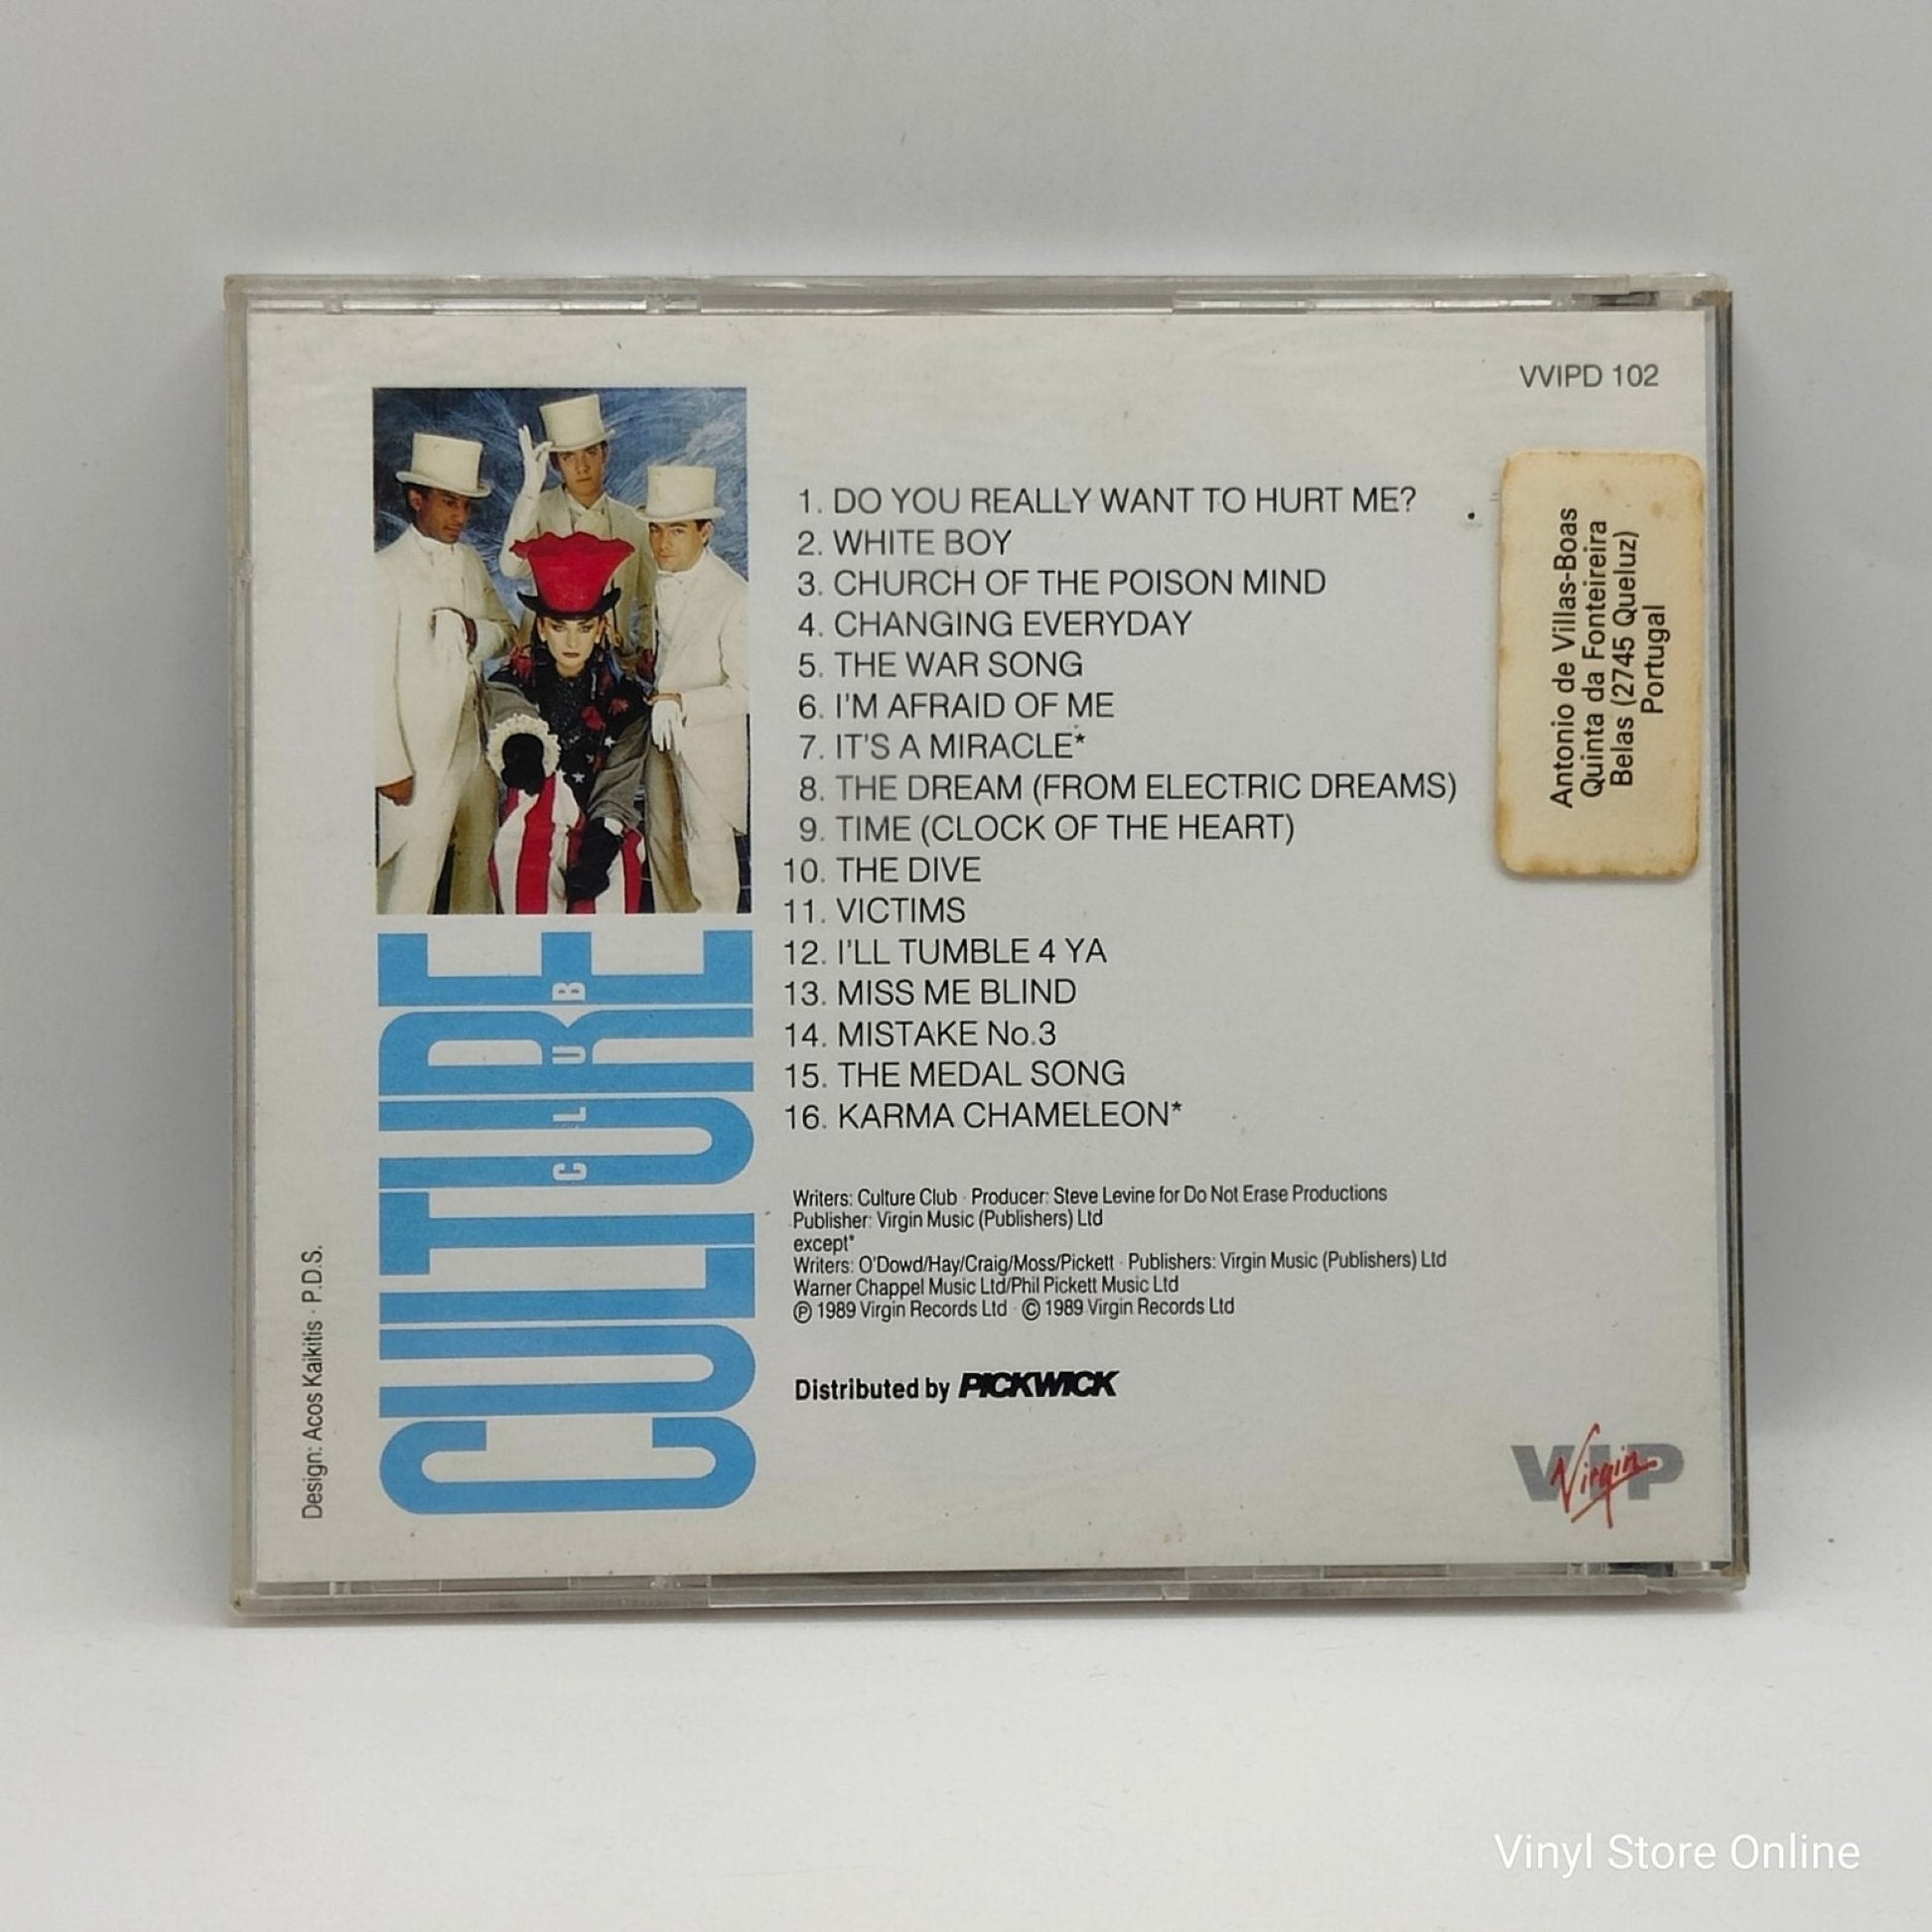 VVIPD 102
1. DO YOU REALLY WANT TO HURT ME?
2. WHITE BOY
3. CHURCH OF THE POISON MIND
4. CHANGING EVERYDAY
5. THE WAR SONG
6. I'M AFRAID OF ME
7. IT'S A MIRACLE*
8. THE DREAM (FROM ELECTRIC DREAMS)
9. TIME (CLOCK OF THE HEART)
10. THE DIVE
11. VICTIMS
12. I'LL TUMBLE 4 YA
13. MISS ME BLIND
14. MISTAKE No.3
15. THE MEDAL SONG
16. KARMA CHAMELEON*
Writers: Culture Club · Producer: Steve Levine for Do Not Erase Productions
Publisher: Virgin Music (Publishers) Ltd
except*
Writers: O'Dowd/Hay/Craig/Moss/Pickett · Publishers: Virgin Music (Publishers) Ltd
Warner Chappel Music Ltd/Phil Pickett Music Ltd
℗ 1989 Virgin Records Ltd · © 1989 Virgin Records Ltd
Distributed by PICKWICK
CULTURE
CLUB
Design: Acos Kaikitis · P.D.S.
Antonio de Villas-Boas
Quinta da Fonteireira
Belas (2745 Queluz)
Portugal
VIP
Virgin
Vinyl Store Online